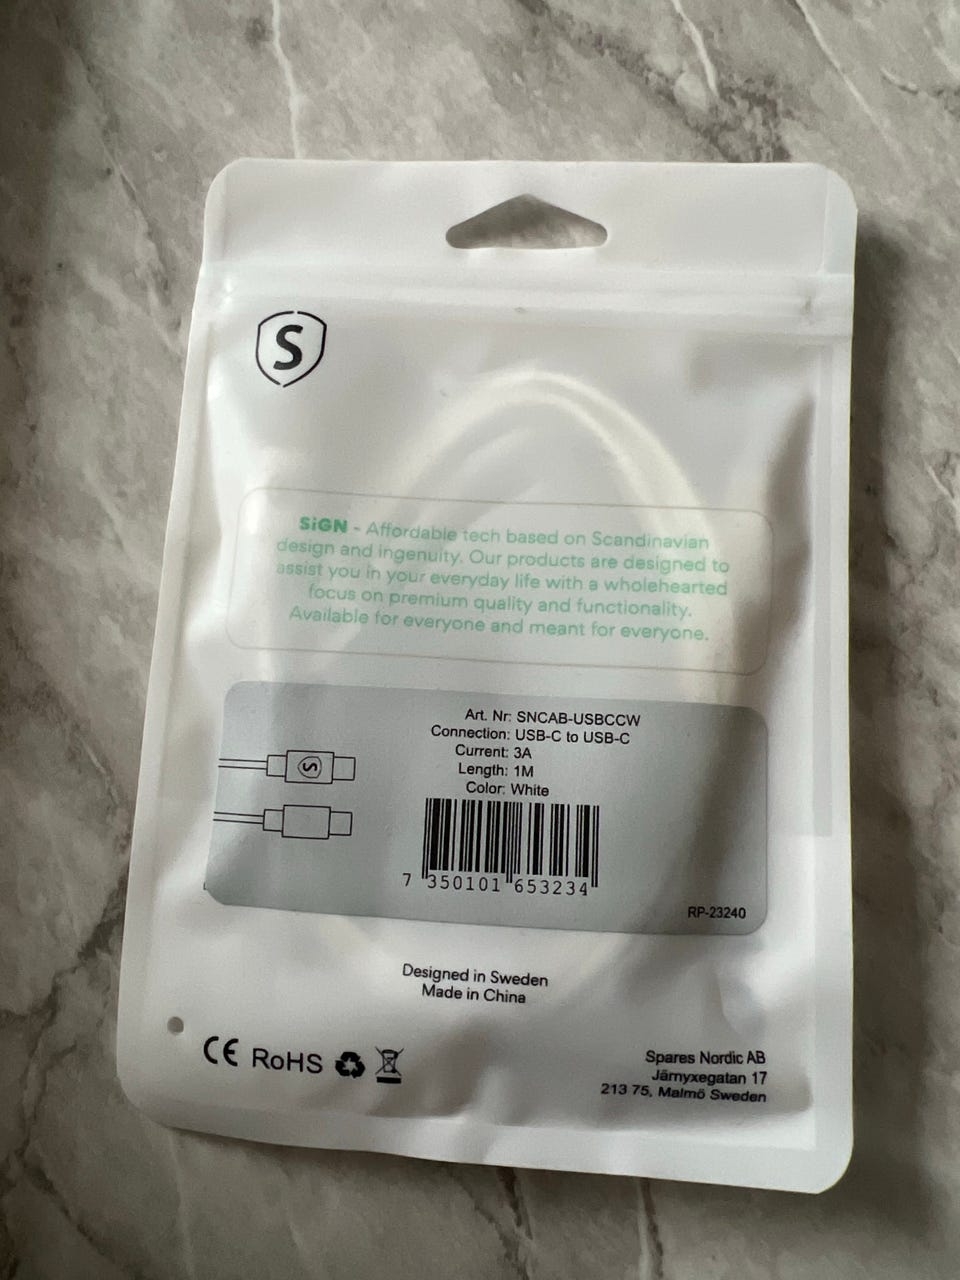 S
SiGN - Affordable tech based on Scandinavian
design and ingenuity. Our products are designed to
assist you in your everyday life with a wholehearted
focus on premium quality and functionality.
Available for everyone and meant for everyone.
Art. Nr: SNCAB-USBCCW
Connection: USB-C to USB-C
Current: 3A
Length: 1M
Color: White
S
7 350101 653234
RP-23240
Designed in Sweden
Made in China
CE RoHS
Spares Nordic AB
Järnyxegatan 17
213 75, Malmö Sweden